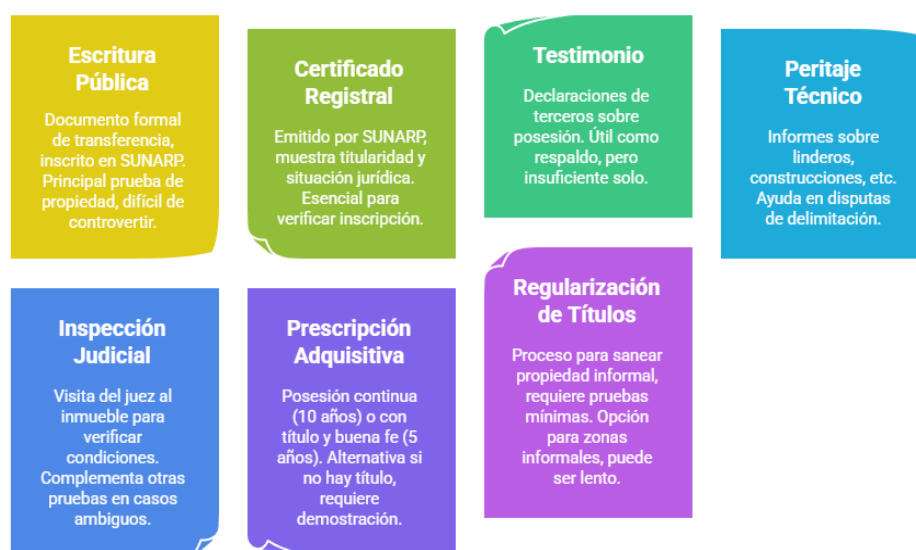 Escritura
Pública
Documento formal
de transferencia,
inscrito en SUNARP.
Principal prueba de
propiedad, difícil de
controvertir.
Certificado
Registral
Emitido por SUNARP,
muestra titularidad y
situación jurídica.
Esencial para
verificar inscripción.
Testimonio
Declaraciones de
terceros sobre
posesión. Útil como
respaldo, pero
insuficiente solo.
Peritaje
Técnico
Informes sobre
linderos,
construcciones, etc.
Ayuda en disputas
de delimitación.
Inspección
Judicial
Visita del juez al
inmueble para
verificar
condiciones.
Complementa otras
pruebas en casos
ambiguos.
Prescripción
Adquisitiva
Posesión continua
(10 años) o con
título y buena fe (5
años). Alternativa si
no hay título,
requiere
demostración.
Regularización
de Títulos
Proceso para sanear
propiedad informal,
requiere pruebas
mínimas. Opción
para zonas
informales, puede
ser lento.